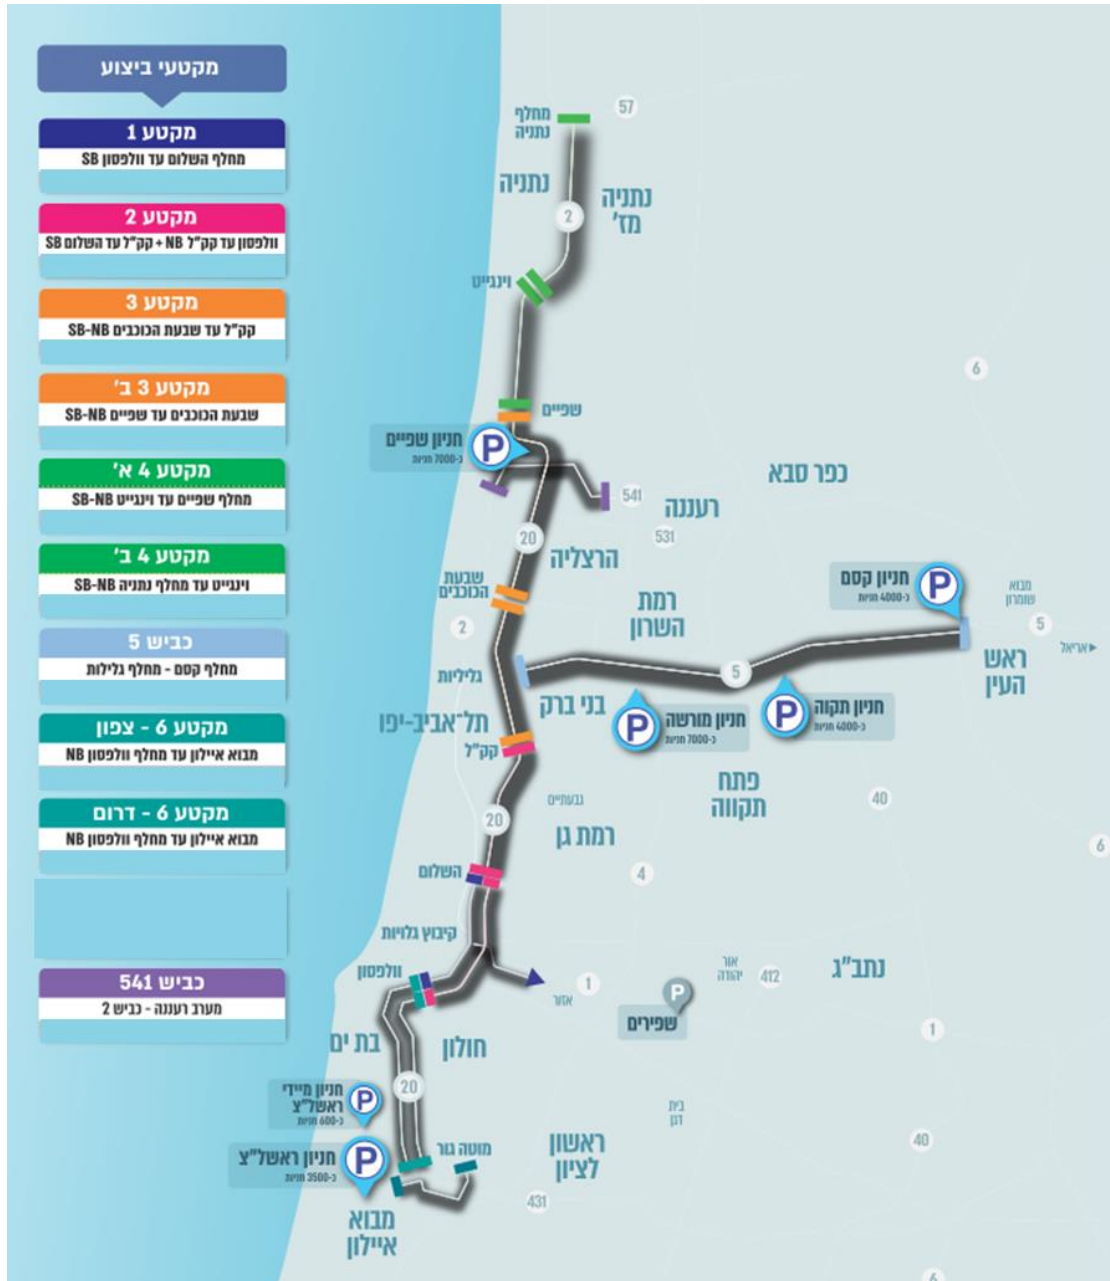 מקטעי ביצוע
מקטע 1
מחלף השלום עד וולפסון SB
מקטע 2
וולפסון עד קק"ל NB + קק"ל עד השלום SB
מקטע 3
קק"ל עד שבעת הכוכבים SB-NB
מקטע 3 ב'
שבעת הכוכבים עד שפיים SB-NB
מקטע 4 א'
מחלף שפיים עד וינגייט SB-NB
מקטע 4 ב'
וינגייט עד מחלף נתניה SB-NB
כביש 5
מחלף קסם - מחלף גלילות
מקטע 6 - צפון
מבוא איילון עד מחלף וולפסון NB
מקטע 6 - דרום
מבוא איילון עד מחלף וולפסון NB
כביש 541
מערב רעננה - כביש 2
57
מחלף
נתניה
נתניה
נתניה
מז'
2
וינגייט
6
שפיים
חניון שפיים
כ-7000 חניות
P
כפר סבא
541
רעננה
20
531
הרצליה
שבעת
הכוכבים
רמת
השרון
חניון קסם
כ-4000 חניות
P
מבוא
שומרון
2
5
אריאל
ראש
העין
גליליות
5
בני ברק
תל אביב-יפו
חניון מורשה
כ-7000 חניות
P
חניון תקווה
כ-4000 חניות
P
קק"ל
פתח
תקווה
40
גבעתיים
20
רמת גן
6
השלום
4
קיבוץ גלויות
וולפסון
אזור
1
אור
יהודה
412
נתב"ג
P
שפירים
1
בת ים
חולון
20
חניון מיידי
ראשל"צ
כ-600 חניות
P
בית
דגן
40
מוטה גור
חניון ראשל"צ
כ-3500 חניות
P
ראשון
לציון
431
מבוא
איילון
6